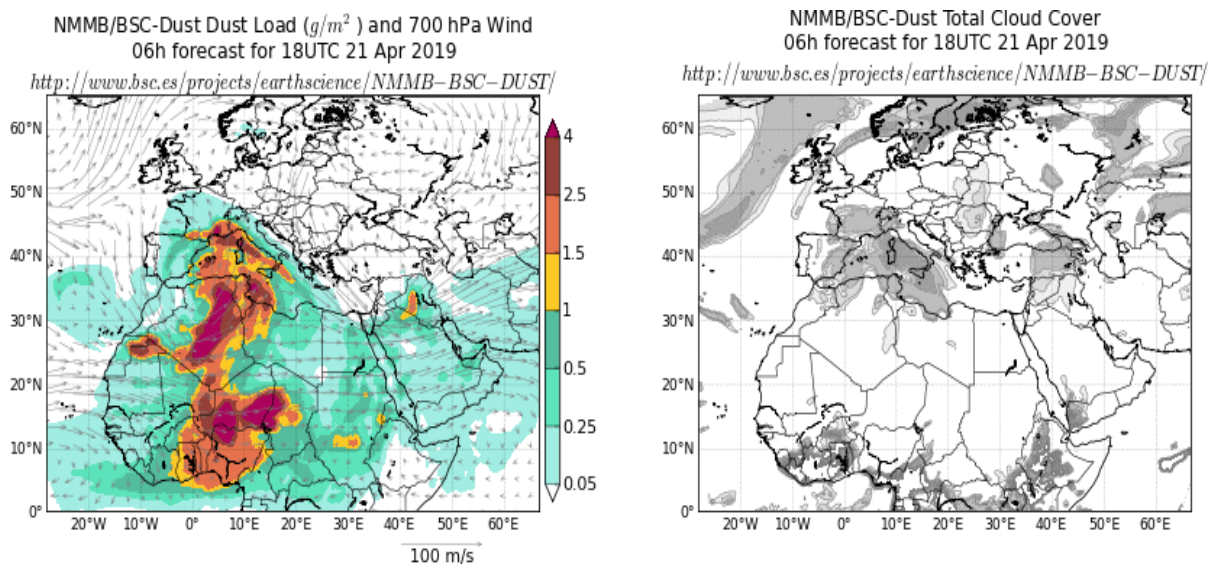 NMMB/BSC-Dust Dust Load (g/m²) and 700 hPa Wind
06h forecast for 18UTC 21 Apr 2019
http://www.bsc.es/projects/earthscience/NMMB−BSC−DUST/
60°N
50°N
40°N
30°N
20°N
10°N
0°
20°W 10°W 0° 10°E 20°E 30°E 40°E 50°E 60°E
100 m/s
4
2.5
1.5
1
0.5
0.25
0.05
NMMB/BSC-Dust Total Cloud Cover
06h forecast for 18UTC 21 Apr 2019
http://www.bsc.es/projects/earthscience/NMMB−BSC−DUST/
60°N
50°N
40°N
30°N
20°N
10°N
0°
20°W 10°W 0° 10°E 20°E 30°E 40°E 50°E 60°E